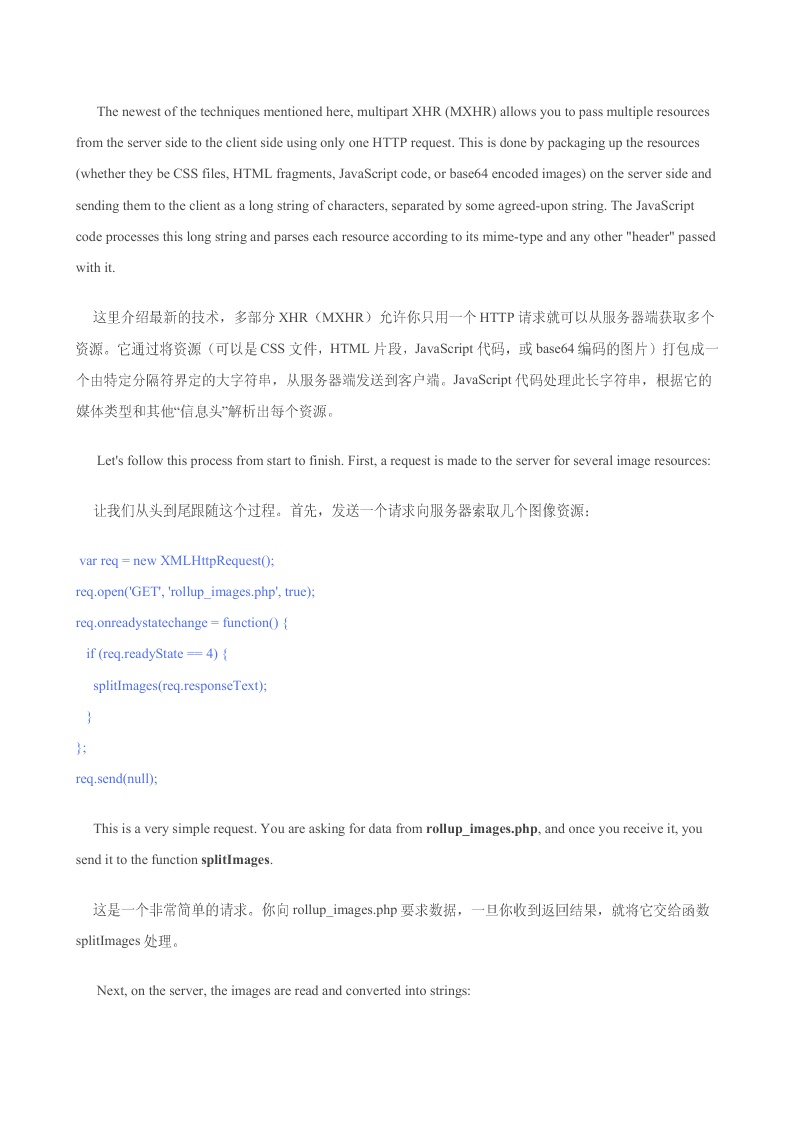 The newest of the techniques mentioned here, multipart XHR (MXHR) allows you to pass multiple resources
from the server side to the client side using only one HTTP request. This is done by packaging up the resources
(whether they be CSS files, HTML fragments, JavaScript code, or base64 encoded images) on the server side and
sending them to the client as a long string of characters, separated by some agreed-upon string. The JavaScript
code processes this long string and parses each resource according to its mime-type and any other "header" passed
with it.
这里介绍最新的技术，多部分 XHR（MXHR）允许你只用一个 HTTP 请求就可以从服务器端获取多个
资源。它通过将资源（可以是 CSS 文件，HTML 片段，JavaScript 代码，或 base64 编码的图片）打包成一
个由特定分隔符界定的大字符串，从服务器端发送到客户端。JavaScript 代码处理此长字符串，根据它的
媒体类型和其他“信息头”解析出每个资源。
Let's follow this process from start to finish. First, a request is made to the server for several image resources:
让我们从头到尾跟随这个过程。首先，发送一个请求向服务器索取几个图像资源：
var req = new XMLHttpRequest();
req.open('GET', 'rollup_images.php', true);
req.onreadystatechange = function() {
if (req.readyState == 4) {
splitImages(req.responseText);
}
};
req.send(null);
This is a very simple request. You are asking for data from rollup_images.php, and once you receive it, you
send it to the function splitImages.
这是一个非常简单的请求。你向 rollup_images.php 要求数据，一旦你收到返回结果，就将它交给函数
splitImages 处理。
Next, on the server, the images are read and converted into strings: